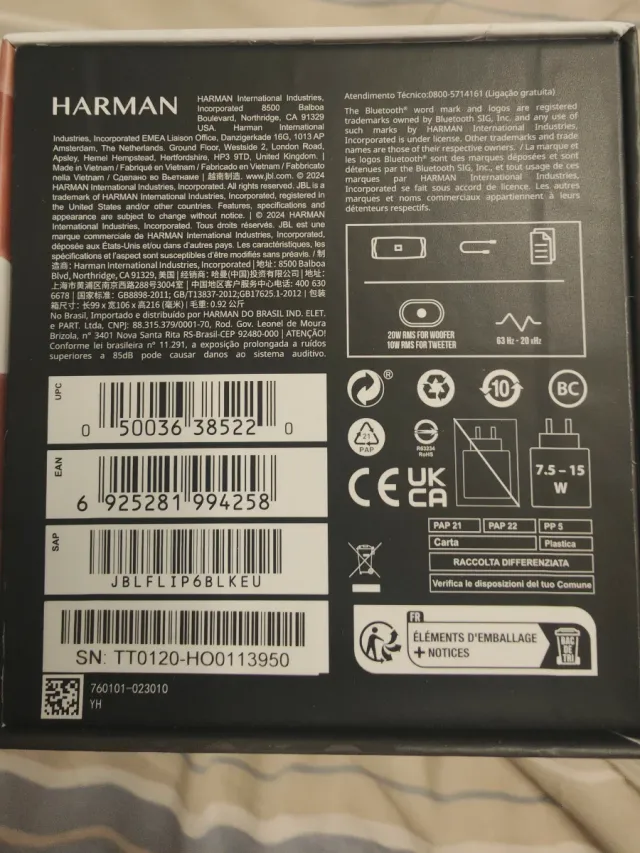 HARMAN
HARMAN International Industries,
Incorporated 8500 Balboa
Boulevard, Northridge, CA 91329
USA. Harman International
Industries, Incorporated EMEA Liaison Office, Danzigerkade 16G, 1013 AP
Amsterdam, The Netherlands. Ground Floor, Westside 2, London Road,
Apsley, Hemel Hempstead, Hertfordshire, HP3 9TD, United Kingdom. |
Made in Vietnam / Fabriqué en Vietnam / Fabricado en Vietnam / Fabricato
nella Vietnam / Сделано во Вьетнаме | 越南制造. www.jbl.com. © 2024
HARMAN International Industries, Incorporated. All rights reserved. JBL is a
trademark of HARMAN International Industries, Incorporated, registered in
the United States and/or other countries. Features, specifications and
appearance are subject to change without notice. | © 2024 HARMAN
International Industries, Incorporated. Tous droits réservés. JBL est une
marque commerciale de HARMAN International Industries, Incorporated,
déposée aux États-Unis et/ou dans d'autres pays. Les caractéristiques, les
spécifications et l'aspect sont susceptibles d'être modifiés sans préavis. / 制
造商: Harman International Industries, Incorporated | 地址: 8500 Balboa
Blvd, Northridge, CA 91329, 美国 | 经销商: 哈曼(中国)投资有限公司 | 地址:
上海市黄浦区西藏中路288号3004室 | 中国地区客户服务热线: 400 630
6678 | 国家标准: GB8898-2011; GB/T13837-2012;GB17625.1-2012 | 包装
箱尺寸: 长99 x 宽106 x 高216 (毫米) | 毛重: 0.92 公斤
No Brasil, Importado e distribuído por HARMAN DO BRASIL IND. ELET.
e PART. Ltda, CNPJ: 88.315.379/0001-70, Rod. Gov. Leonel de Moura
Brizola, n° 3401 Nova Santa Rita RS-Brasil-CEP 92480-000 | ATENÇÃO!
Conforme lei brasileira n° 11.291, a exposição prolongada a ruídos
superiores a 85dB pode causar danos ao sistema auditivo.
Atendimento Técnico:0800-5714161 (Ligação gratuita)
The Bluetooth® word mark and logos are registered
trademarks owned by Bluetooth SIG, Inc. and any use of
such marks by HARMAN International Industries,
Incorporated is under license. Other trademarks and trade
names are those of their respective owners. / La marque et
les logos Bluetooth® sont des marques déposées et sont
détenues par the Bluetooth SIG, Inc., et tout usage de ces
marques par HARMAN International Industries,
Incorporated se fait sous accord de licence. Les autres
marques et noms commerciaux appartiennent à leurs
détenteurs respectifs.
20W RMS FOR WOOFER
10W RMS FOR TWEETER
63 Hz - 20 kHz
®
10
BC
21
PAP
R63234
RoHS
CE
UK
CA
7.5 – 15
W
UPC
0 50036 38522 0
EAN
6 925281 994258
SAP
JBLFLIP6BLKEU
SN: TT0120-HO0113950
760101-023010
YH
PAP 21
PAP 22
PP 5
Carta
Plastica
RACCOLTA DIFFERENZIATA
Verifica le disposizioni del tuo Comune
FR
ÉLÉMENTS D'EMBALLAGE
+ NOTICES
BAC
DE
TRI